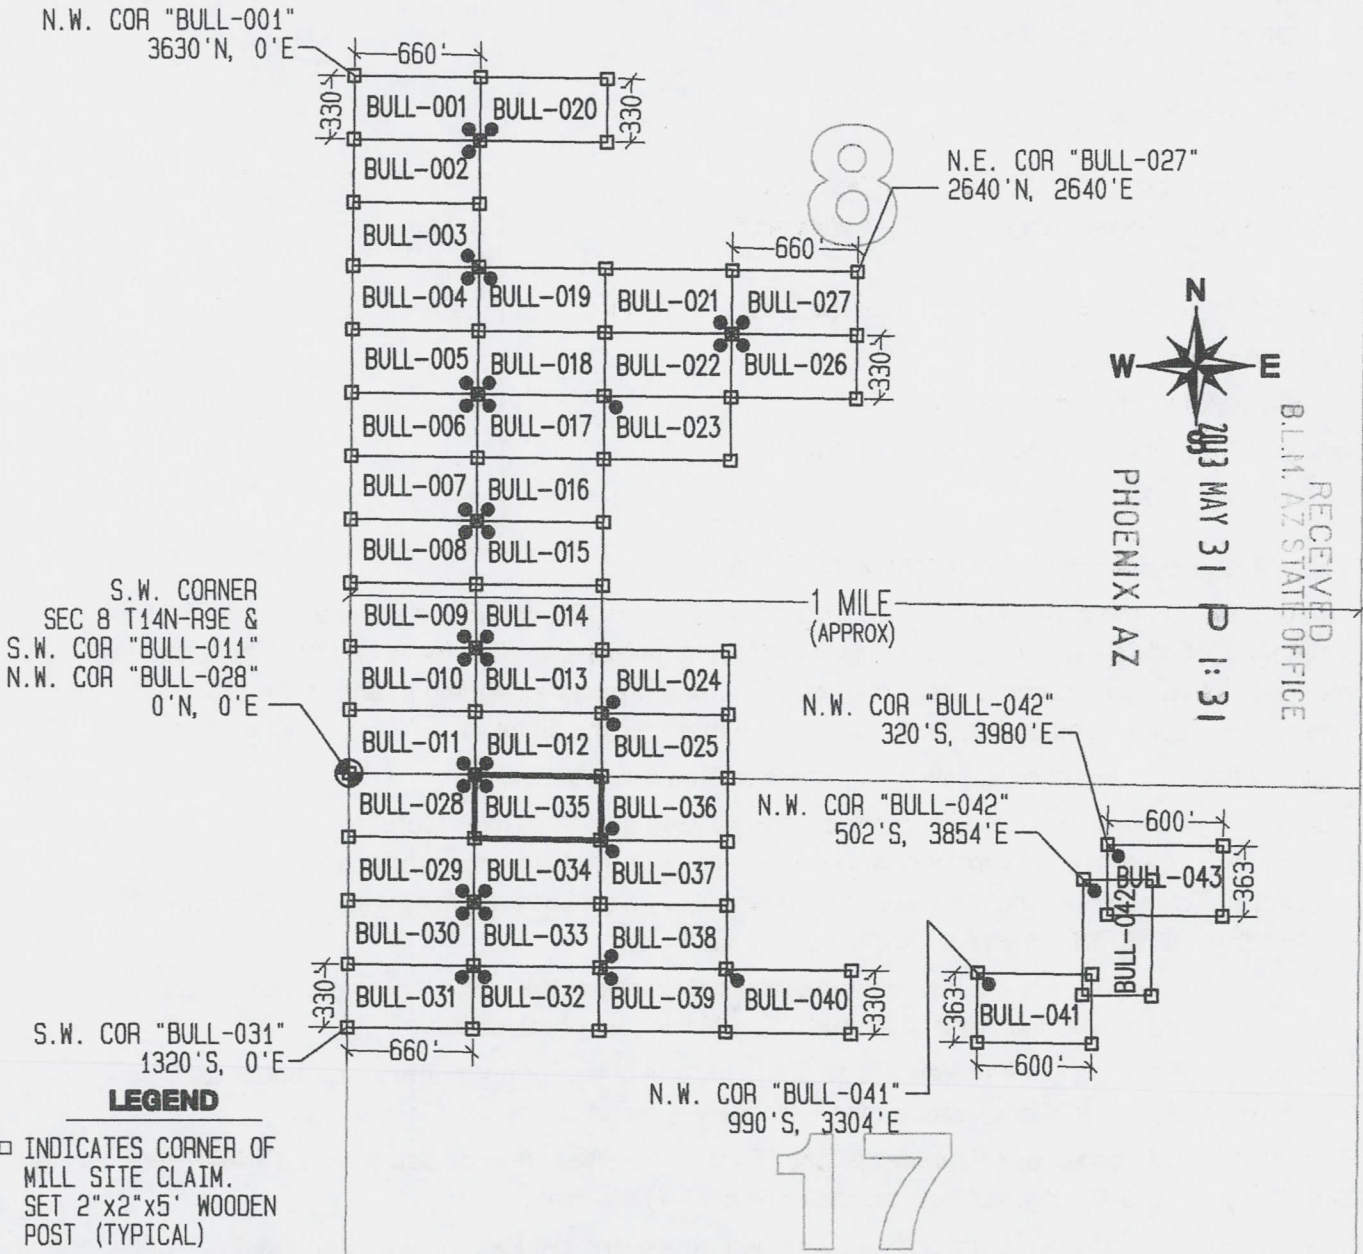 N.W. COR "BULL-001"
3630'N, 0'E
660'
330
BULL-001
BULL-020
330
BULL-002
8
N.E. COR "BULL-027"
2640'N, 2640'E
BULL-003
660'
BULL-004
BULL-019
BULL-021
BULL-027
BULL-005
BULL-018
BULL-022
BULL-026
330
N
W
E
S
BULL-006
BULL-017
BULL-023
BULL-007
BULL-016
BULL-008
BULL-015
RECEIVED
B.L.M. AZ STATE OFFICE
2013 MAY 31 P 1:31
PHOENIX, AZ
S.W. CORNER
SEC 8 T14N-R9E &
S.W. COR "BULL-011"
N.W. COR "BULL-028"
0'N, 0'E
BULL-009
BULL-014
1 MILE
(APPROX)
BULL-010
BULL-013
BULL-024
BULL-011
BULL-012
BULL-025
N.W. COR "BULL-042"
320'S, 3980'E
BULL-028
BULL-035
BULL-036
N.W. COR "BULL-042"
502'S, 3854'E
600'
BULL-043
363
BULL-042
BULL-029
BULL-034
BULL-037
BULL-030
BULL-033
BULL-038
330
BULL-031
BULL-032
BULL-039
BULL-040
330
363
BULL-041
600'
S.W. COR "BULL-031"
1320'S, 0'E
660'
N.W. COR "BULL-041"
990'S, 3304'E
17
LEGEND
INDICATES CORNER OF
MILL SITE CLAIM.
SET 2"x2"x5' WOODEN
POST (TYPICAL)